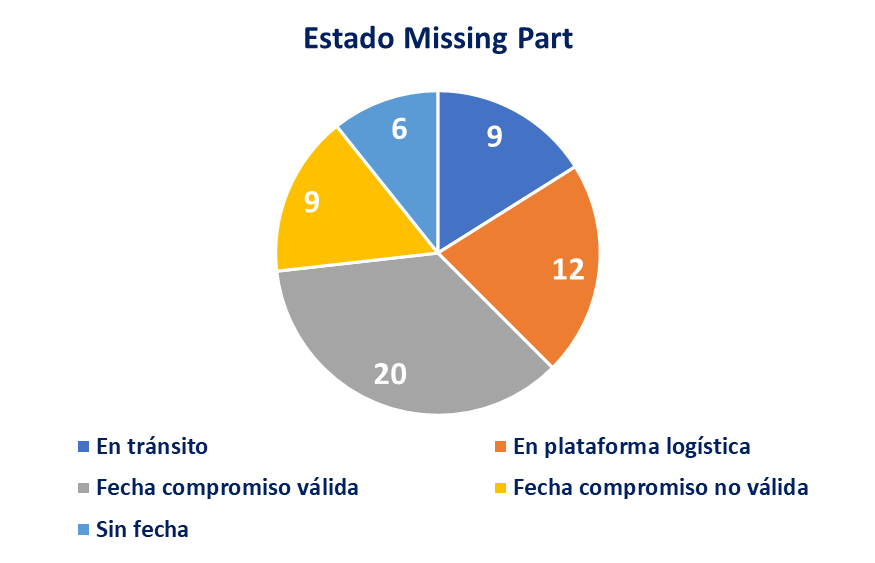 Estado Missing Part
6
9
9
12
20
En tránsito
En plataforma logística
Fecha compromiso válida
Fecha compromiso no válida
Sin fecha